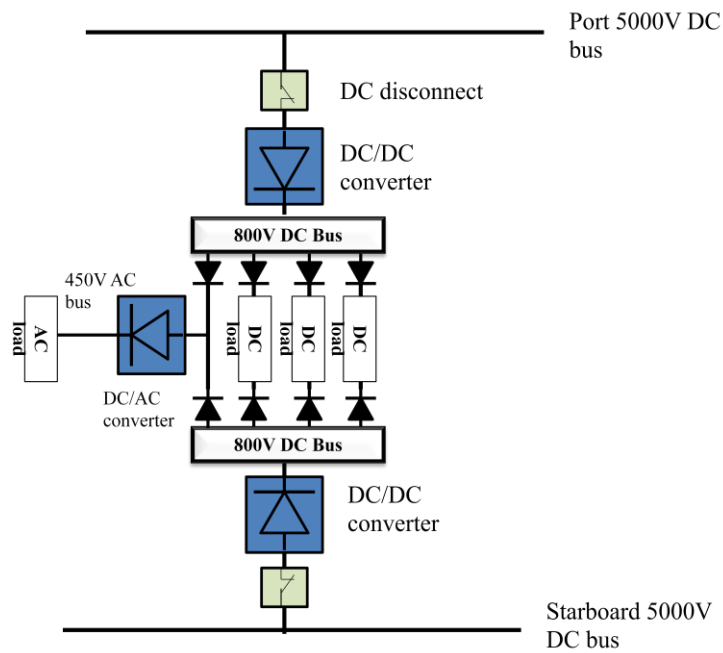 Port 5000V DC
bus
DC disconnect
DC/DC
converter
800V DC Bus
450V AC
bus
AC
load
DC
load
DC
load
DC
load
DC/AC
converter
800V DC Bus
DC/DC
converter
Starboard 5000V
DC bus